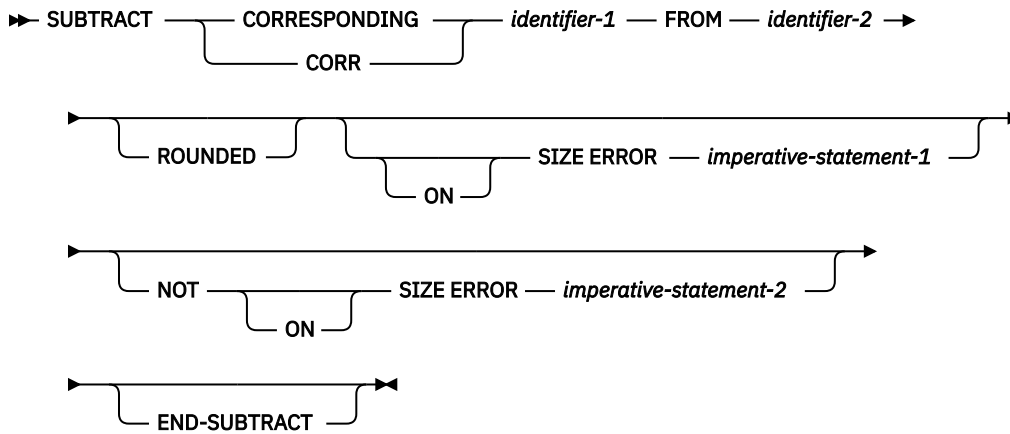 SUBTRACT CORRESPONDING identifier-1 FROM identifier-2
CORR
ROUNDED SIZE ERROR imperative-statement-1
ON
NOT SIZE ERROR imperative-statement-2
ON
END-SUBTRACT